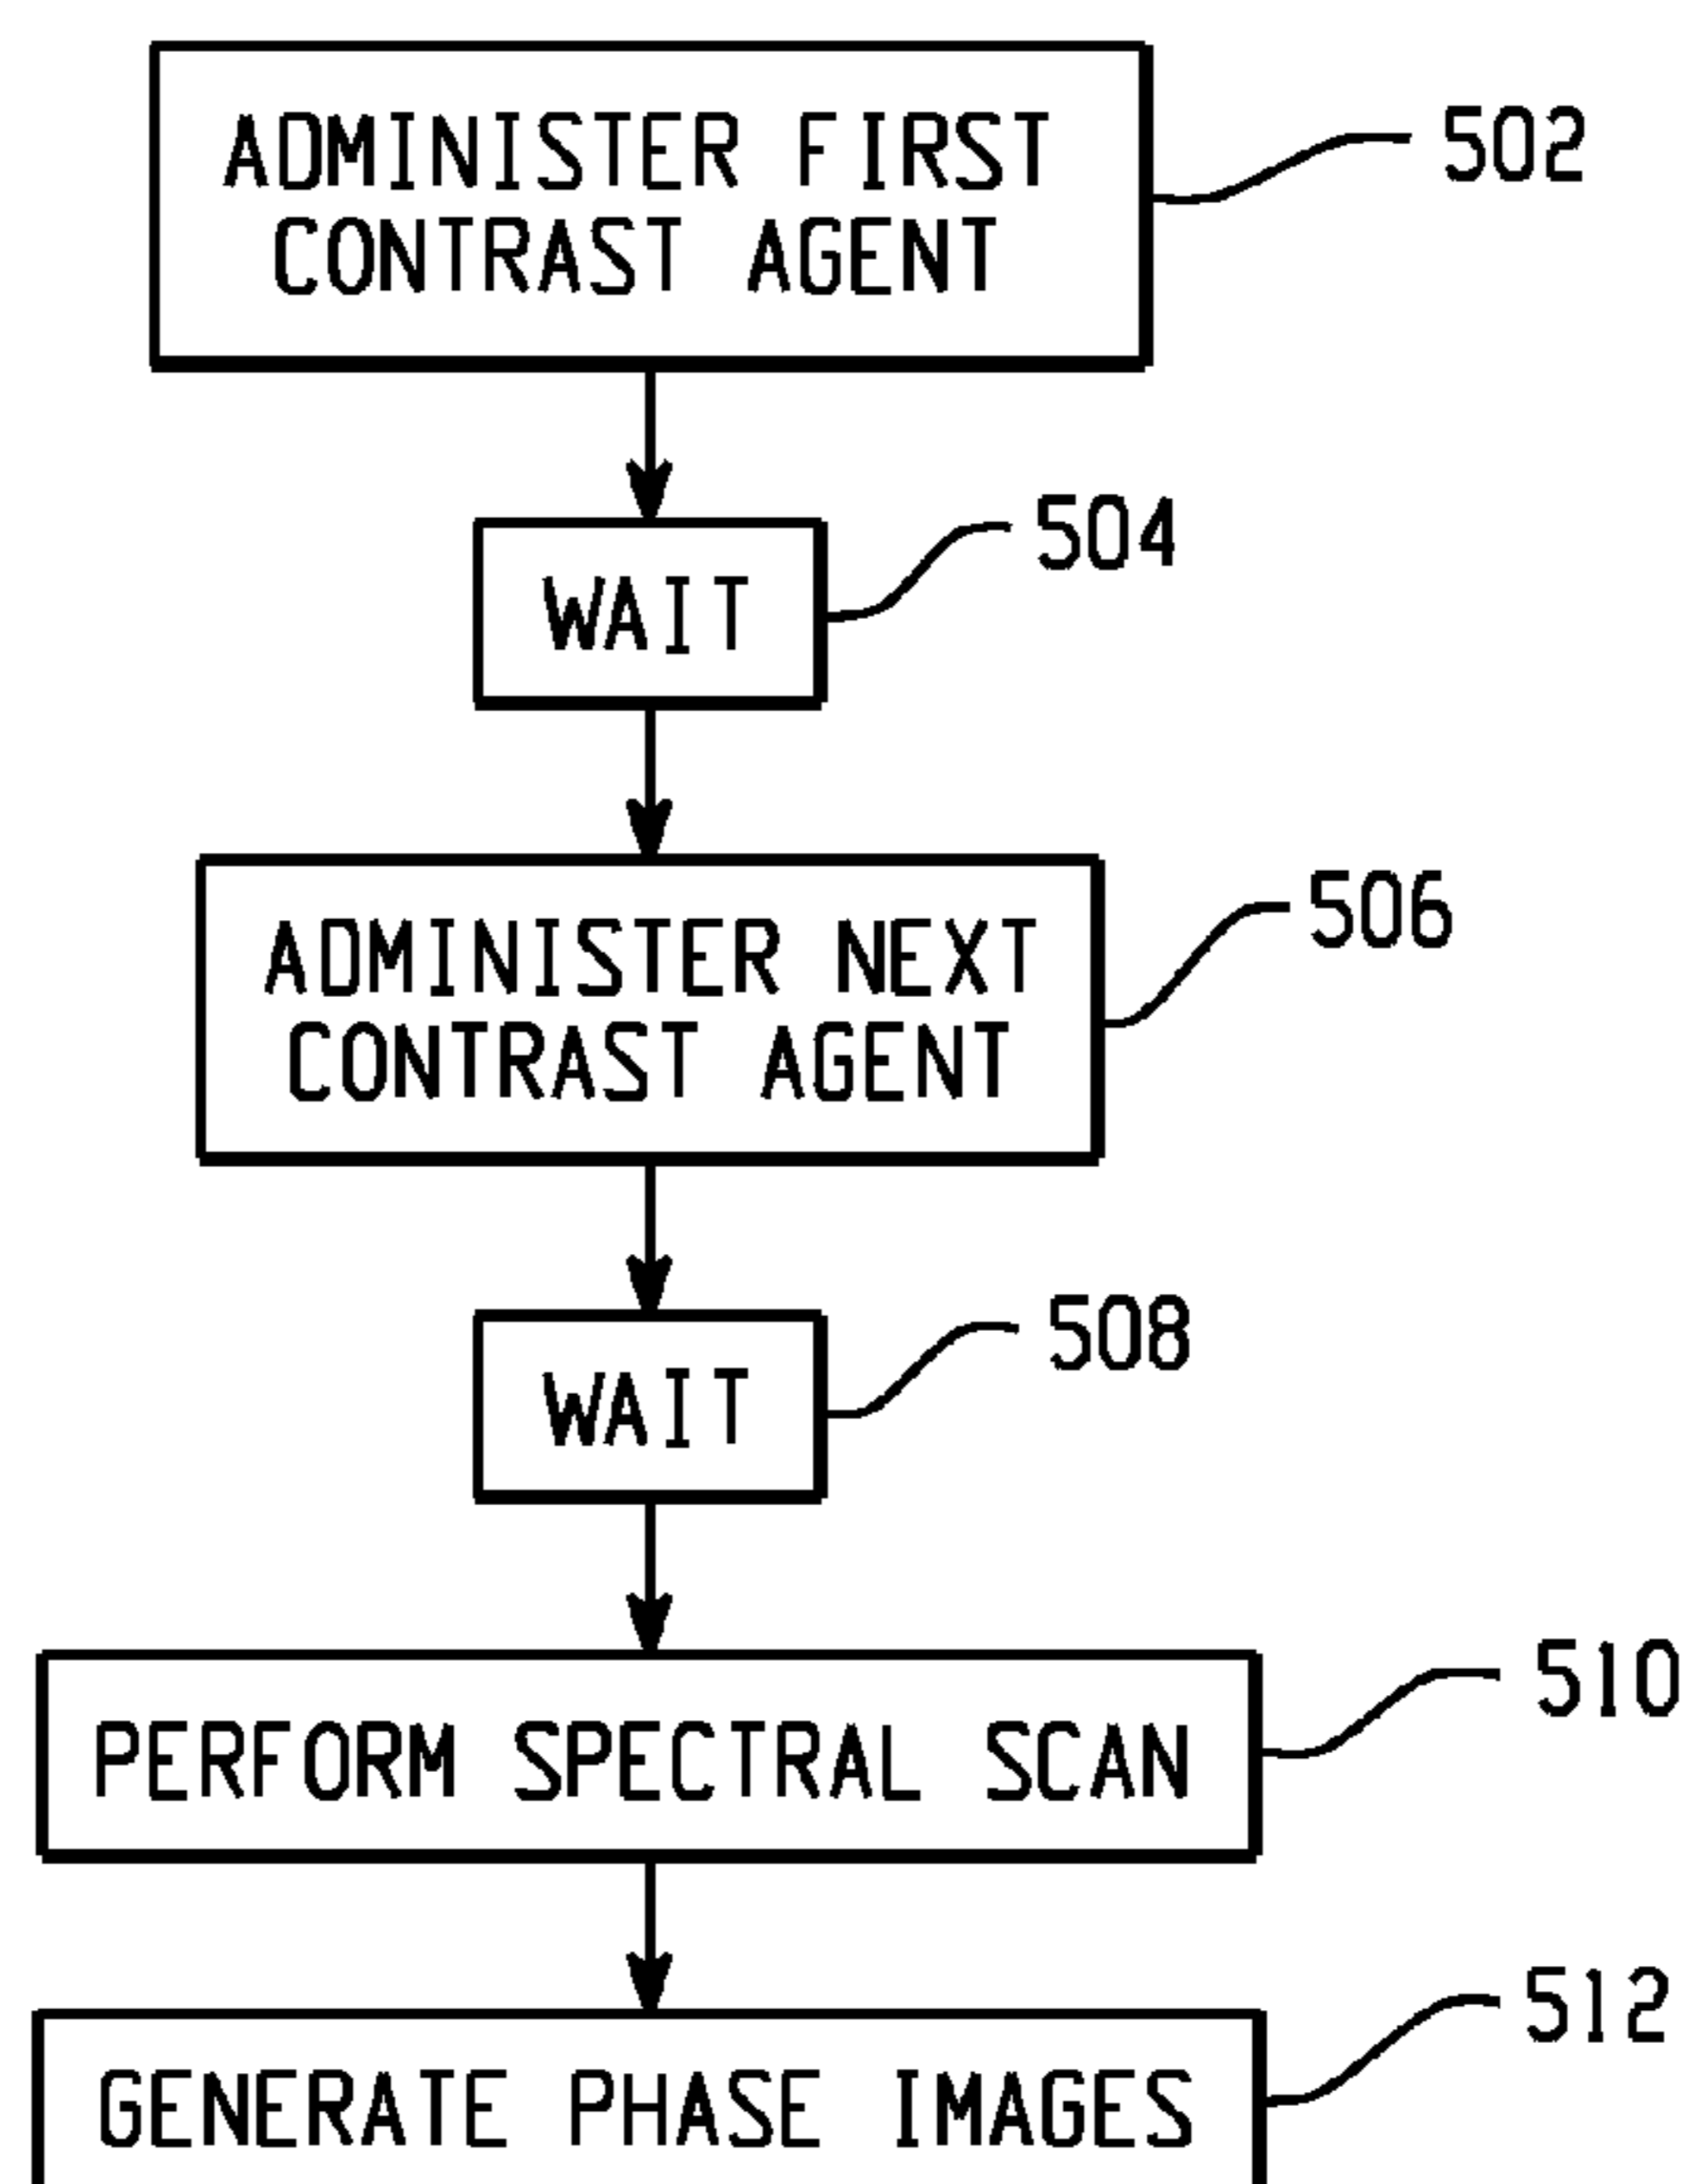 ADMINISTER FIRST
CONTRAST AGENT
502
WAIT
504
ADMINISTER NEXT
CONTRAST AGENT
506
WAIT
508
PERFORM SPECTRAL SCAN
510
GENERATE PHASE IMAGES
512